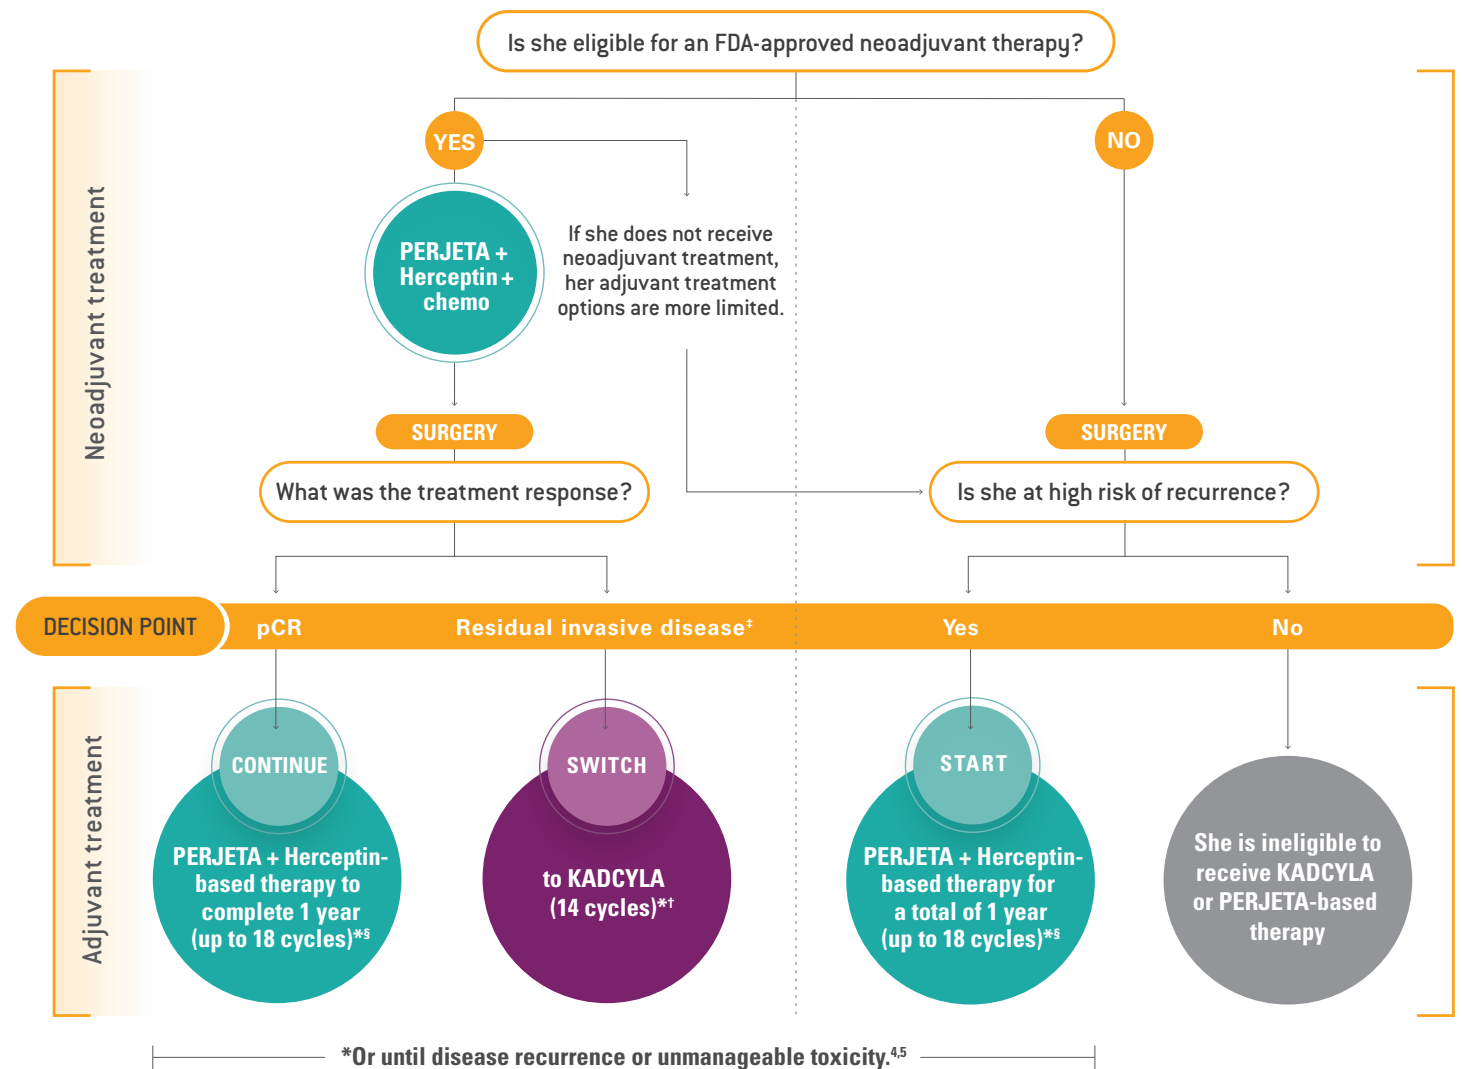 Is she eligible for an FDA-approved neoadjuvant therapy?
YES
NO
Neoadjuvant treatment
PERJETA +
Herceptin +
chemo
If she does not receive
neoadjuvant treatment,
her adjuvant treatment
options are more limited.
SURGERY
SURGERY
What was the treatment response?
Is she at high risk of recurrence?
DECISION POINT
pCR
Residual invasive disease‡
Yes
No
Adjuvant treatment
CONTINUE
PERJETA + Herceptin-
based therapy to
complete 1 year
(up to 18 cycles)*§
SWITCH
to KADCYLA
(14 cycles)*†
START
PERJETA + Herceptin-
based therapy for
a total of 1 year
(up to 18 cycles)*§
She is ineligible to
receive KADCYLA
or PERJETA-based
therapy
*Or until disease recurrence or unmanageable toxicity.4,5